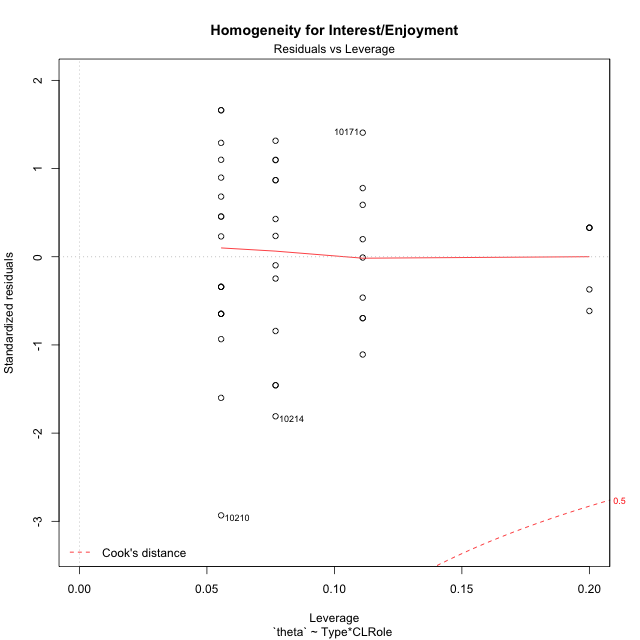 Homogeneity for Interest/Enjoyment
Residuals vs Leverage
2
1
0
-1
-2
-3
Standardized residuals
10171
10214
10210
0.5
Cook's distance
0.00 0.05 0.10 0.15 0.20
Leverage
`theta` ~ Type*CLRole